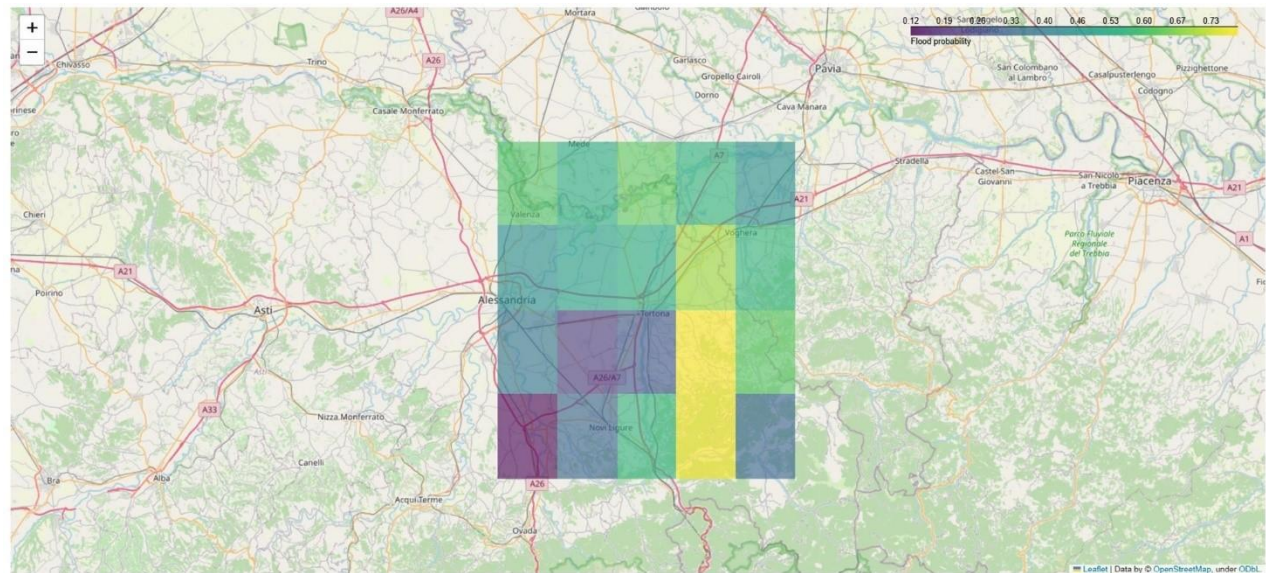 +
−
A26/A4
Mortara
0.12 0.19 0.26 0.33 0.40 0.46 0.53 0.60 0.67 0.73
Flood probability
Chivasso
Trino
A26
Garlasco
Gropello Cairoli
Pavia
San Colombano
al Lambro
Casalpusterlengo
Pizzighettone
Codogno
Dorno
Cava Manara
Casale Monferrato
Mede
A7
Stradella
Castel San
Giovanni
San Nicolò
a Trebbia
Piacenza
A21
A21
Chieri
Valenza
Voghera
Parco Fluviale
Regionale
del Trebbia
A1
A21
Poirino
Asti
Alessandria
Tortona
A26/A7
A33
Nizza Monferrato
Novi Ligure
Canelli
Bra
Alba
Acqui Terme
A26
Ovada
Leaflet | Data by © OpenStreetMap, under ODbL.